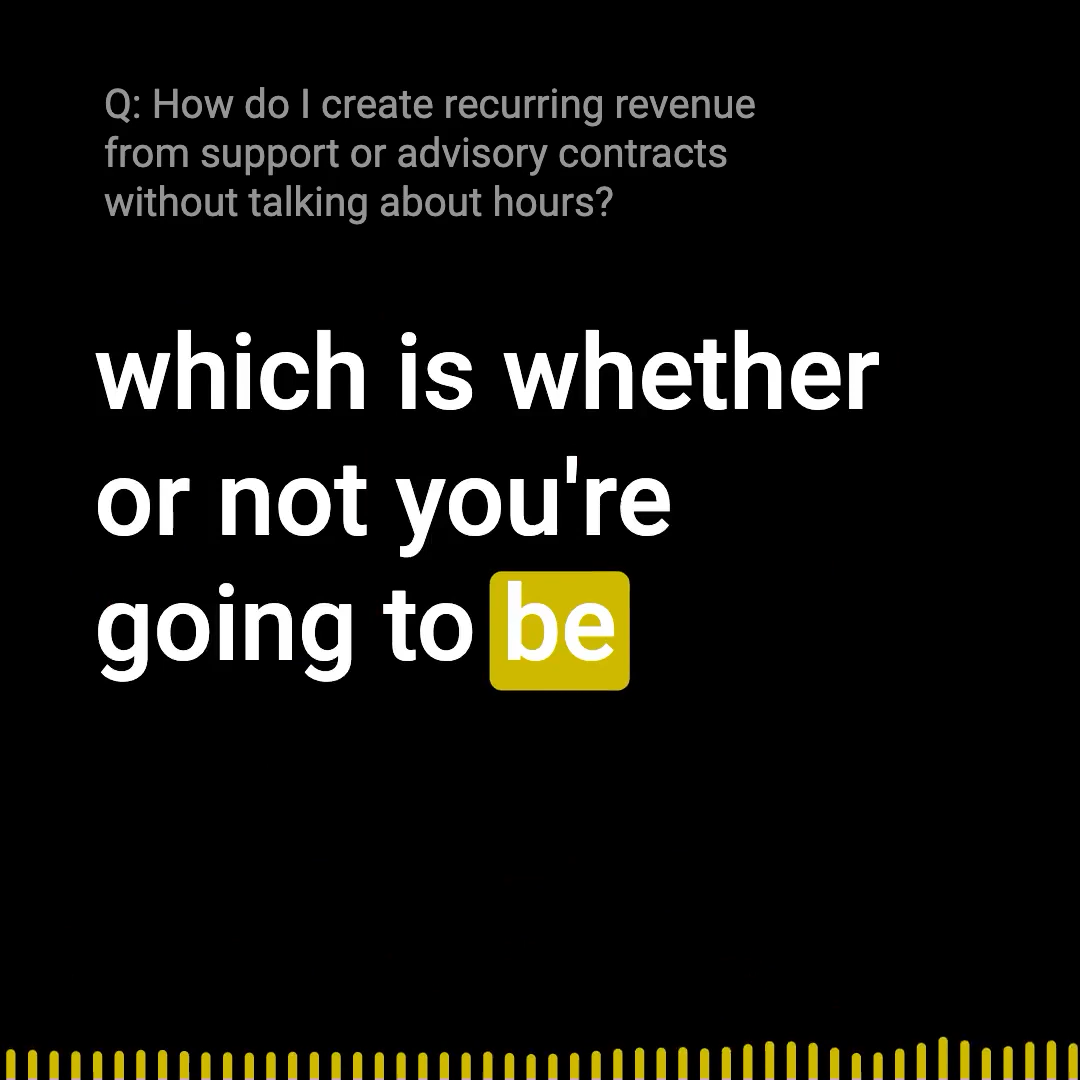 Q: How do I create recurring revenue
from support or advisory contracts
without talking about hours?
which is whether
or not you're
going to be